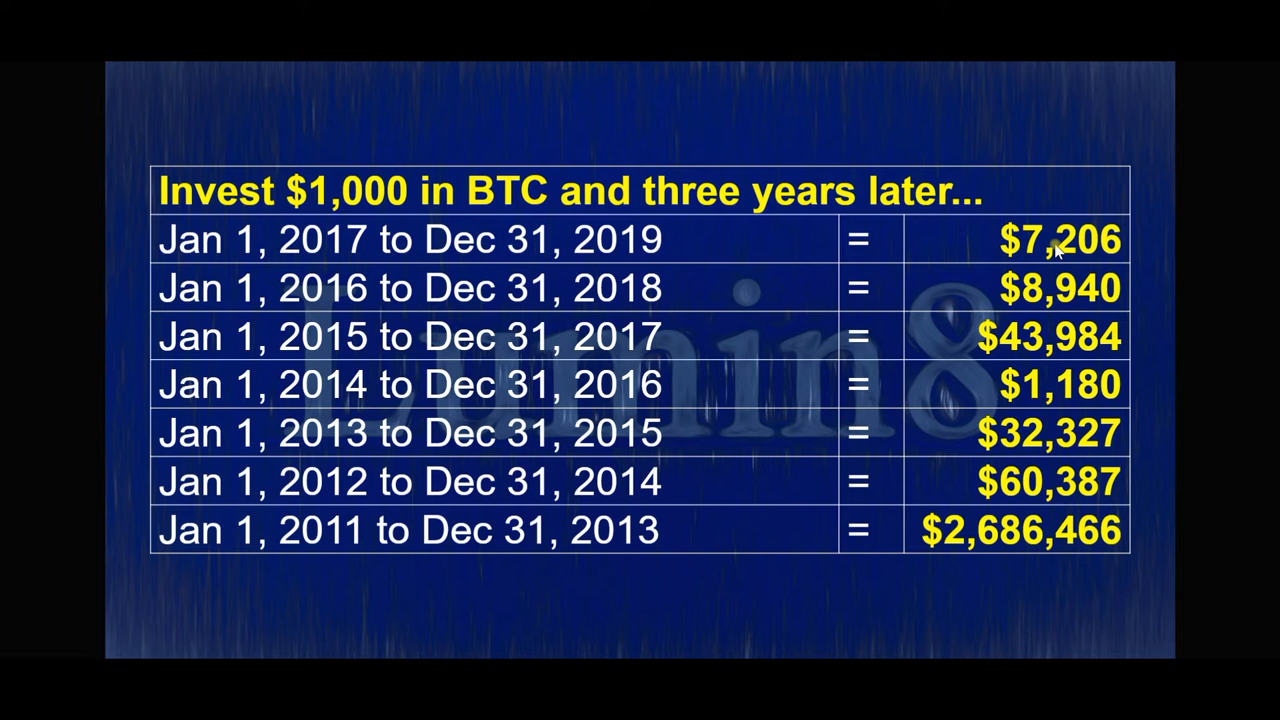 Invest $1,000 in BTC and three years later...
Jan 1, 2017 to Dec 31, 2019 = $7,206
Jan 1, 2016 to Dec 31, 2018 = $8,940
Jan 1, 2015 to Dec 31, 2017 = $43,984
Jan 1, 2014 to Dec 31, 2016 = $1,180
Jan 1, 2013 to Dec 31, 2015 = $32,327
Jan 1, 2012 to Dec 31, 2014 = $60,387
Jan 1, 2011 to Dec 31, 2013 = $2,686,466
Lumin8